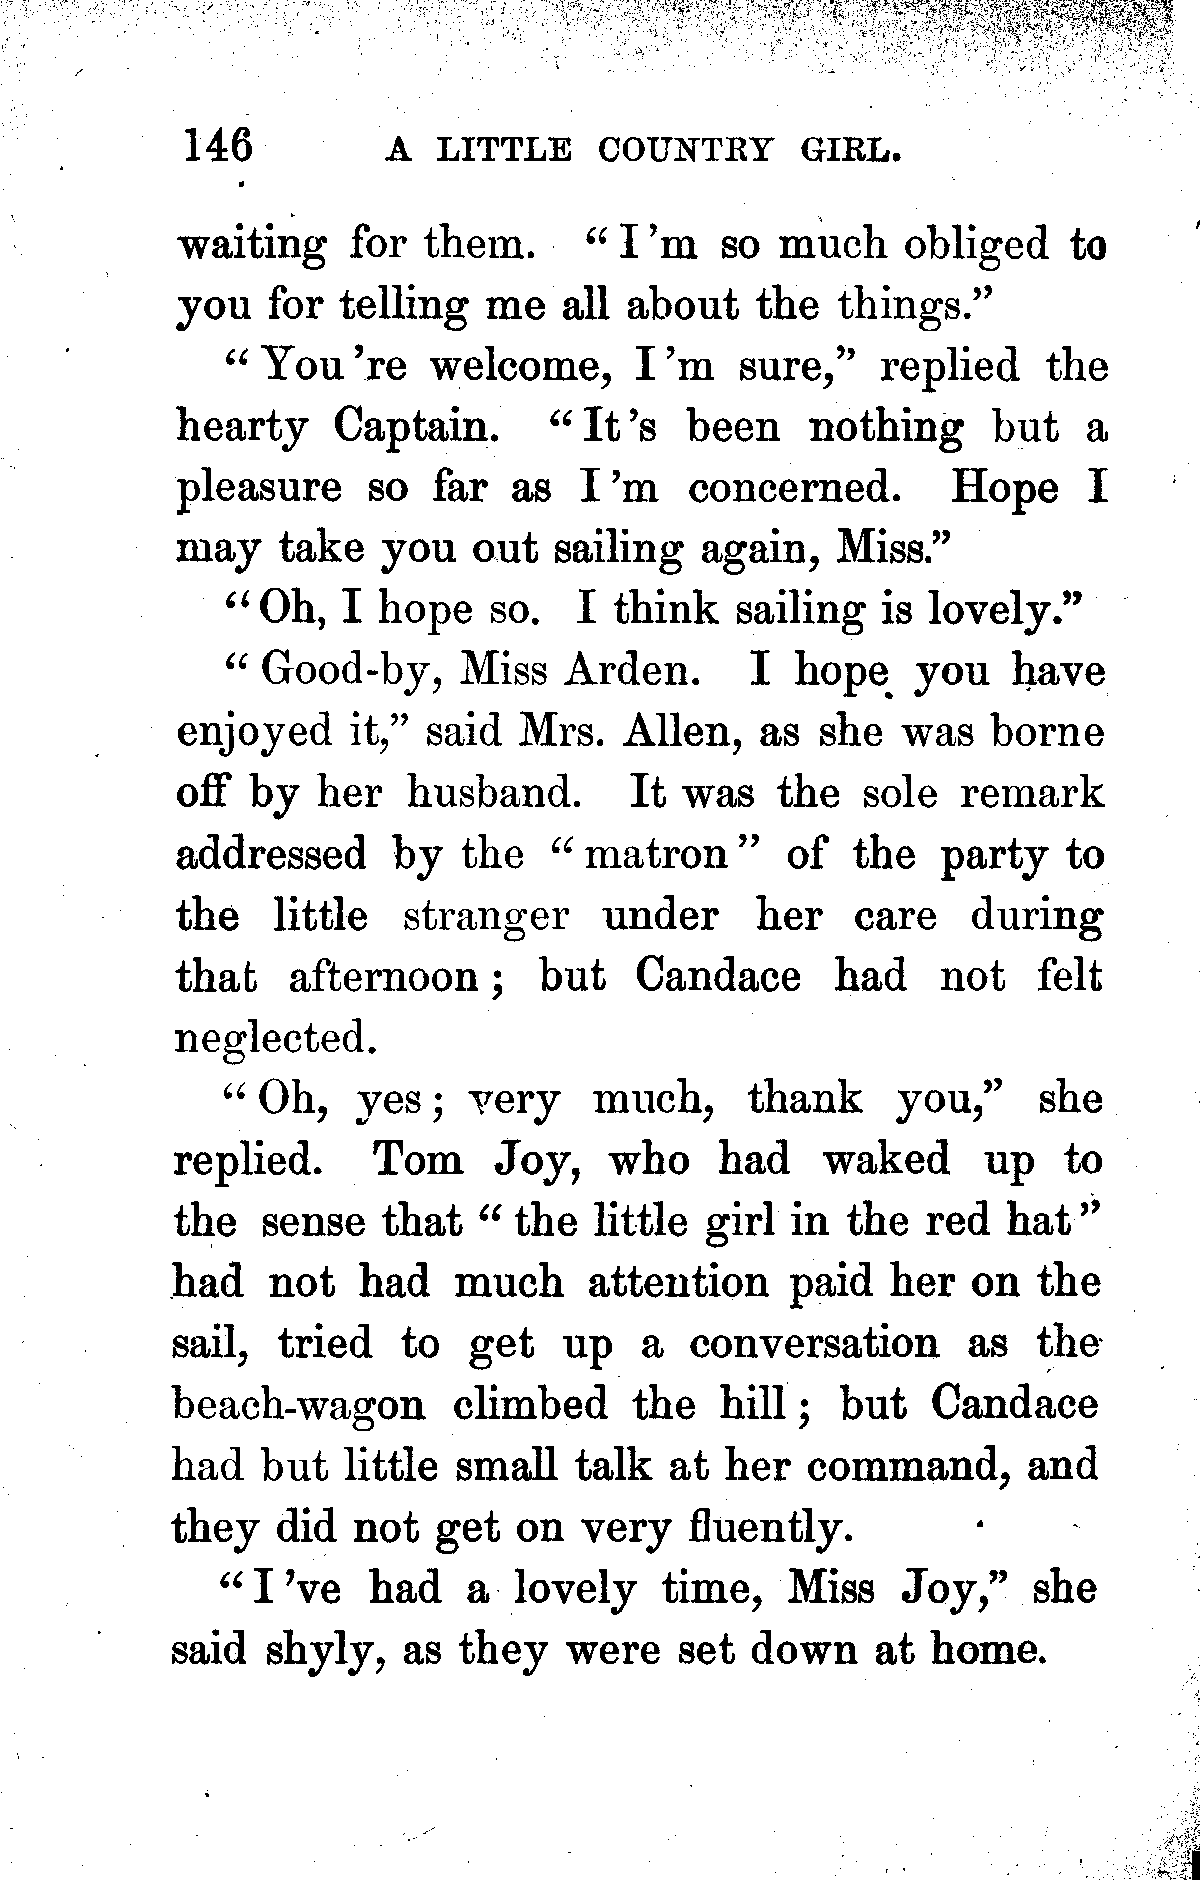 146 A LITTLE COUNTRY GIRL.
waiting for them. “I’m so much obliged to
you for telling me all about the things.”
“You’re welcome, I’m sure,” replied the
hearty Captain. “It’s been nothing but a
pleasure so far as I’m concerned. Hope I
may take you out sailing again, Miss.”
“Oh, I hope so. I think sailing is lovely.”
“Good-by, Miss Arden. I hope you have
enjoyed it,” said Mrs. Allen, as she was borne
off by her husband. It was the sole remark
addressed by the “matron” of the party to
the little stranger under her care during
that afternoon; but Candace had not felt
neglected.
“Oh, yes; very much, thank you,” she
replied. Tom Joy, who had waked up to
the sense that “the little girl in the red hat”
had not had much attention paid her on the
sail, tried to get up a conversation as the
beach-wagon climbed the hill; but Candace
had but little small talk at her command, and
they did not get on very fluently.
“I’ve had a lovely time, Miss Joy,” she
said shyly, as they were set down at home.